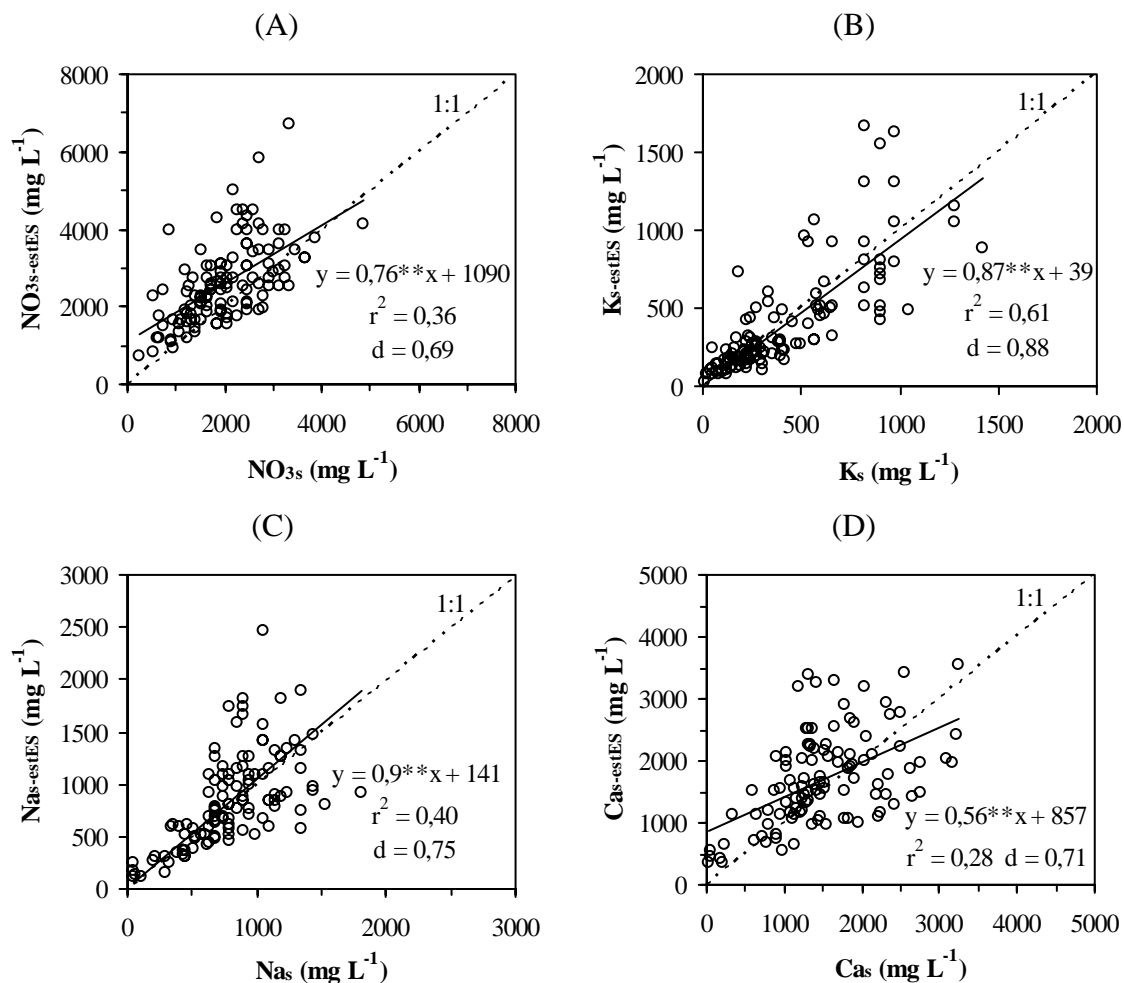 (A)
8000
6000
4000
2000
0
NO3s-estES (mg L-1)
1:1
y = 0,76**x + 1090
r2 = 0,36
d = 0,69
0 2000 4000 6000 8000
NO3s (mg L-1)
(B)
2000
1500
1000
500
0
Ks-estES (mg L-1)
1:1
y = 0,87**x + 39
r2 = 0,61
d = 0,88
0 500 1000 1500 2000
Ks (mg L-1)
(C)
3000
2500
2000
1500
1000
500
0
Nas-estES (mg L-1)
1:1
y = 0,9**x + 141
r2 = 0,40
d = 0,75
0 1000 2000 3000
Nas (mg L-1)
(D)
5000
4000
3000
2000
1000
0
Cas-estES (mg L-1)
1:1
y = 0,56**x + 857
r2 = 0,28 d = 0,71
0 1000 2000 3000 4000 5000
Cas (mg L-1)